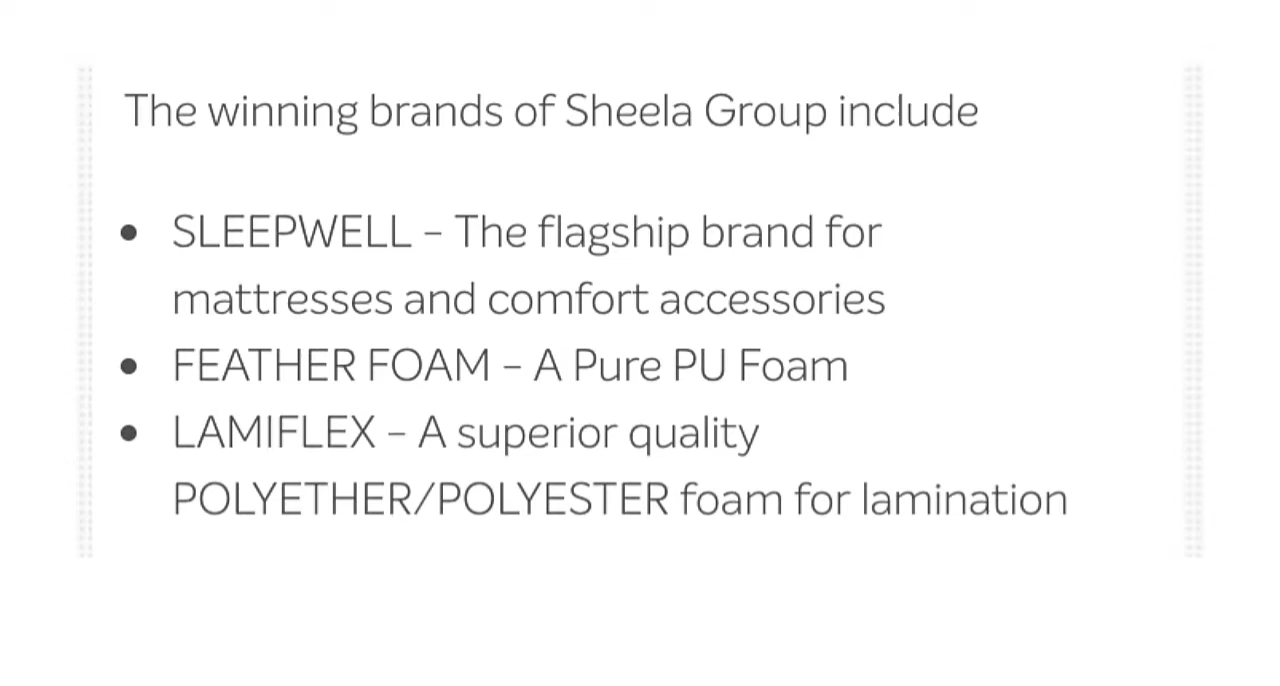 The winning brands of Sheela Group include
• SLEEPWELL – The flagship brand for
mattresses and comfort accessories
• FEATHER FOAM – A Pure PU Foam
• LAMIFLEX – A superior quality
POLYETHER/POLYESTER foam for lamination